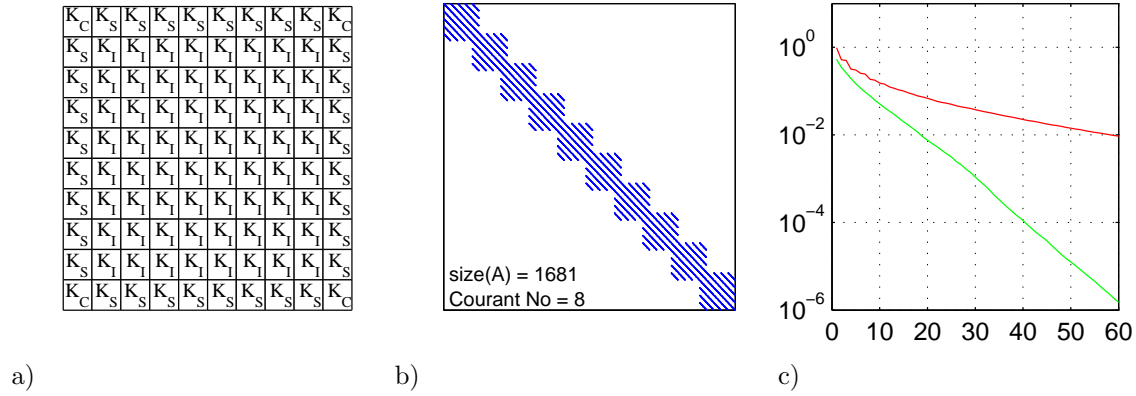 K_C K_S K_S K_S K_S K_S K_S K_S K_S K_C
K_S K_I K_I K_I K_I K_I K_I K_I K_I K_S
K_S K_I K_I K_I K_I K_I K_I K_I K_I K_S
K_S K_I K_I K_I K_I K_I K_I K_I K_I K_S
K_S K_I K_I K_I K_I K_I K_I K_I K_I K_S
K_S K_I K_I K_I K_I K_I K_I K_I K_I K_S
K_S K_I K_I K_I K_I K_I K_I K_I K_I K_S
K_S K_I K_I K_I K_I K_I K_I K_I K_I K_S
K_S K_I K_I K_I K_I K_I K_I K_I K_I K_S
K_C K_S K_S K_S K_S K_S K_S K_S K_S K_C
a)
size(A) = 1681
Courant No = 8
b)
10^0
10^-2
10^-4
10^-6
0 10 20 30 40 50 60
c)